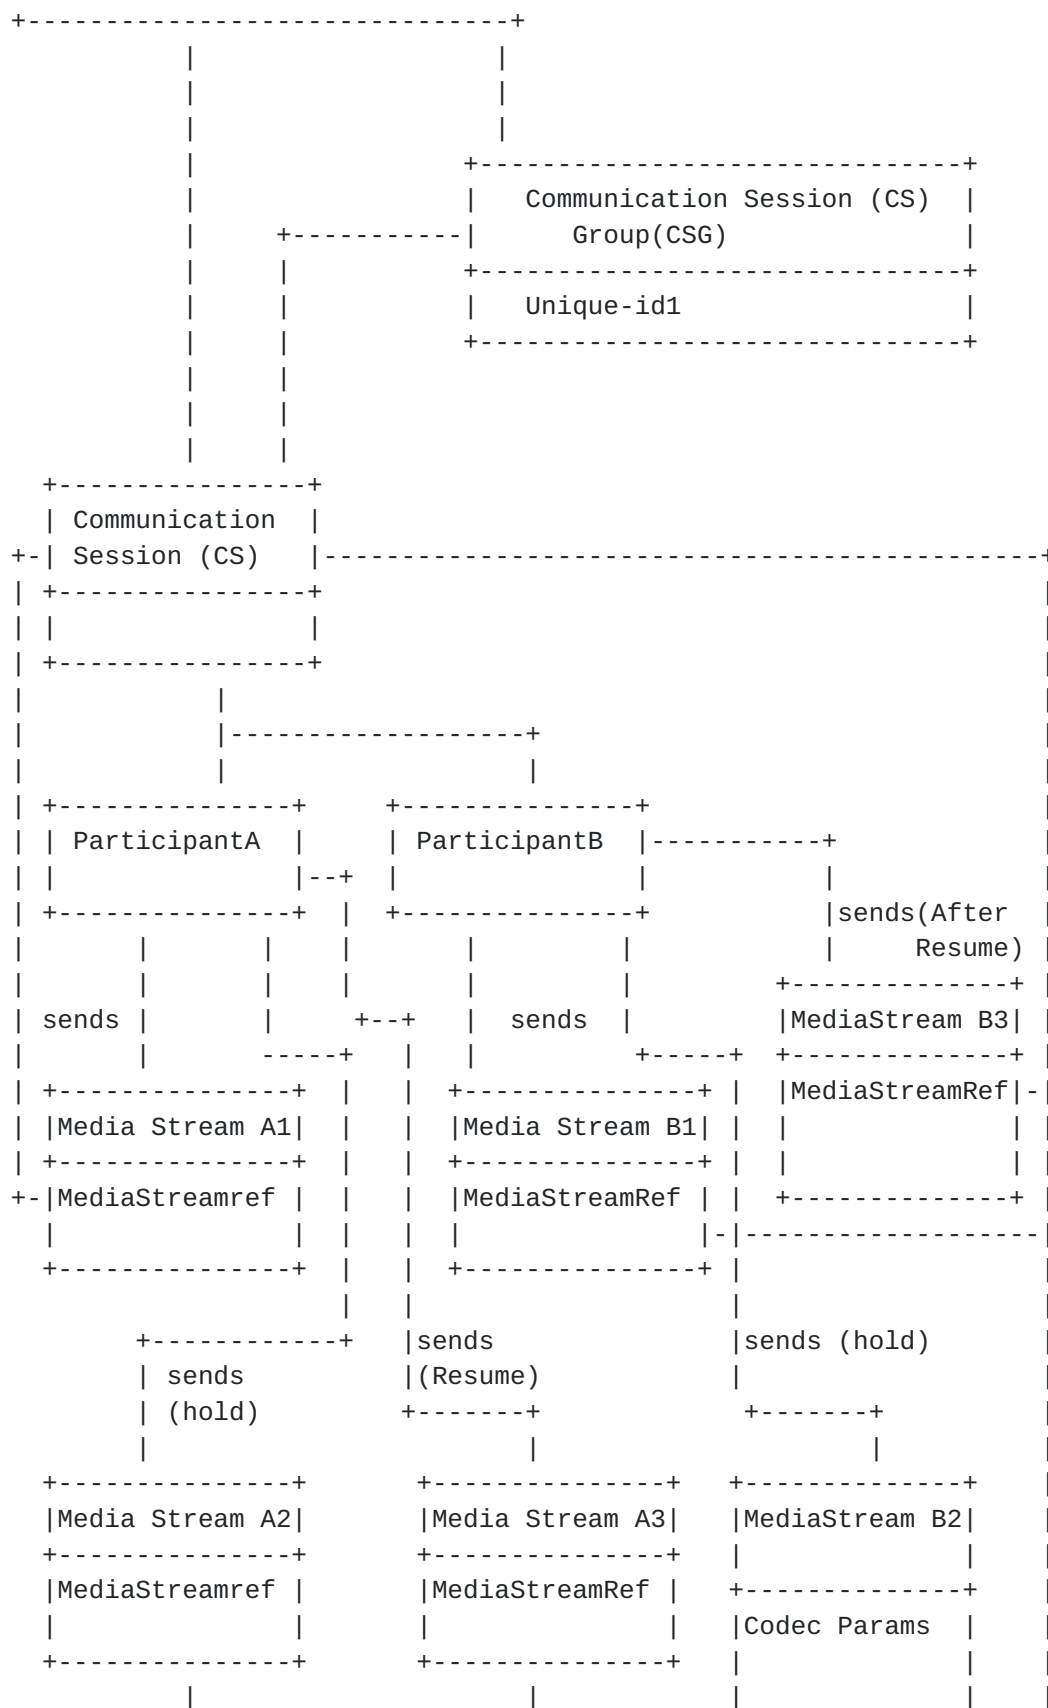 Communication Session (CS)
Group(CSG)
Unique-id1
Communication
Session (CS)
ParticipantA
ParticipantB
sends(After
Resume)
sends
sends
MediaStream B3
MediaStreamRef
Media Stream A1
Media Stream B1
MediaStreamref
MediaStreamRef
sends
(hold)
sends
(Resume)
sends (hold)
Media Stream A2
Media Stream A3
MediaStream B2
MediaStreamref
MediaStreamRef
Codec Params